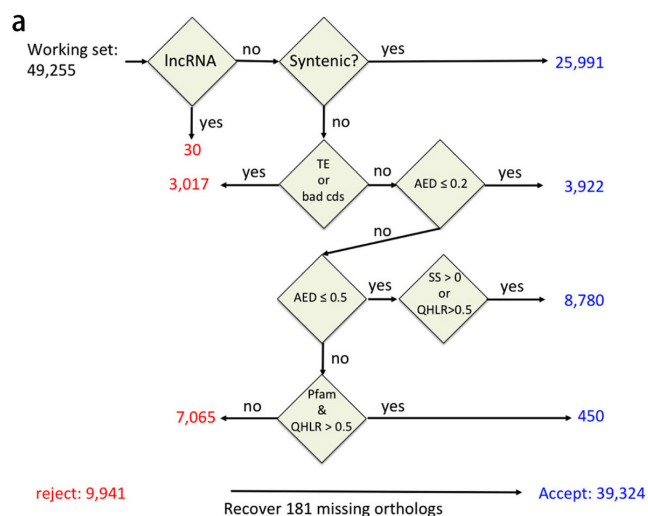 a
Working set:
49,255
lncRNA
no
Syntenic?
yes
25,991
yes
30
no
3,017
yes
TE
or
bad cds
no
AED ≤ 0.2
yes
3,922
no
AED ≤ 0.5
yes
SS > 0
or
QHLR>0.5
yes
8,780
no
7,065
no
Pfam
&
QHLR > 0.5
yes
450
reject: 9,941
Recover 181 missing orthologs
Accept: 39,324